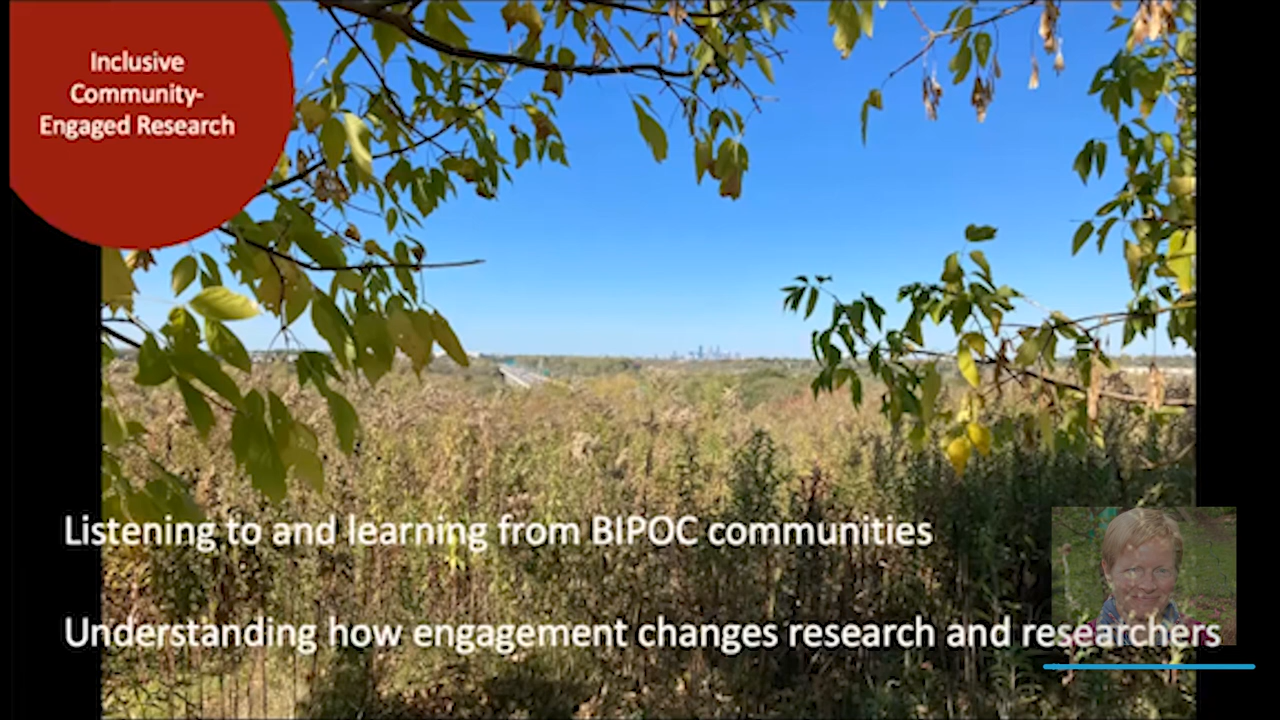 Inclusive
Community-
Engaged Research
Listening to and learning from BIPOC communities
Understanding how engagement changes research and researchers